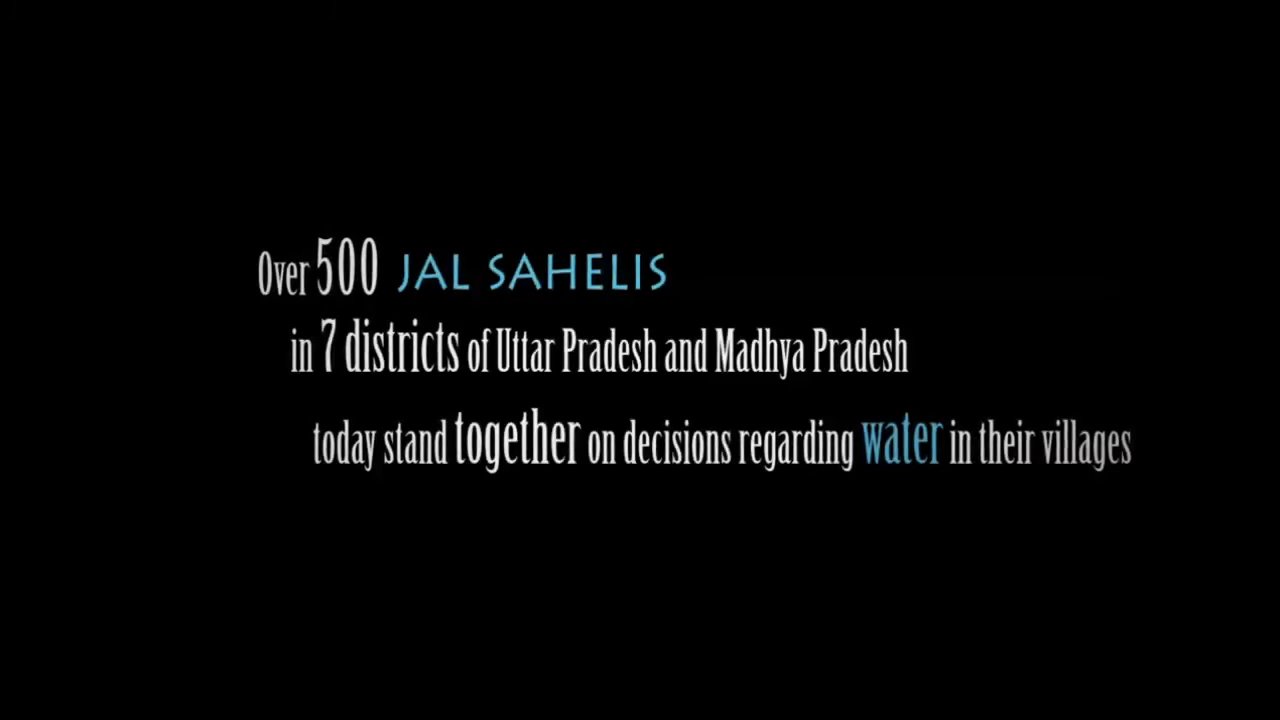 Over 500 JAL SAHELIS
in 7 districts of Uttar Pradesh and Madhya Pradesh
today stand together on decisions regarding water in their villages